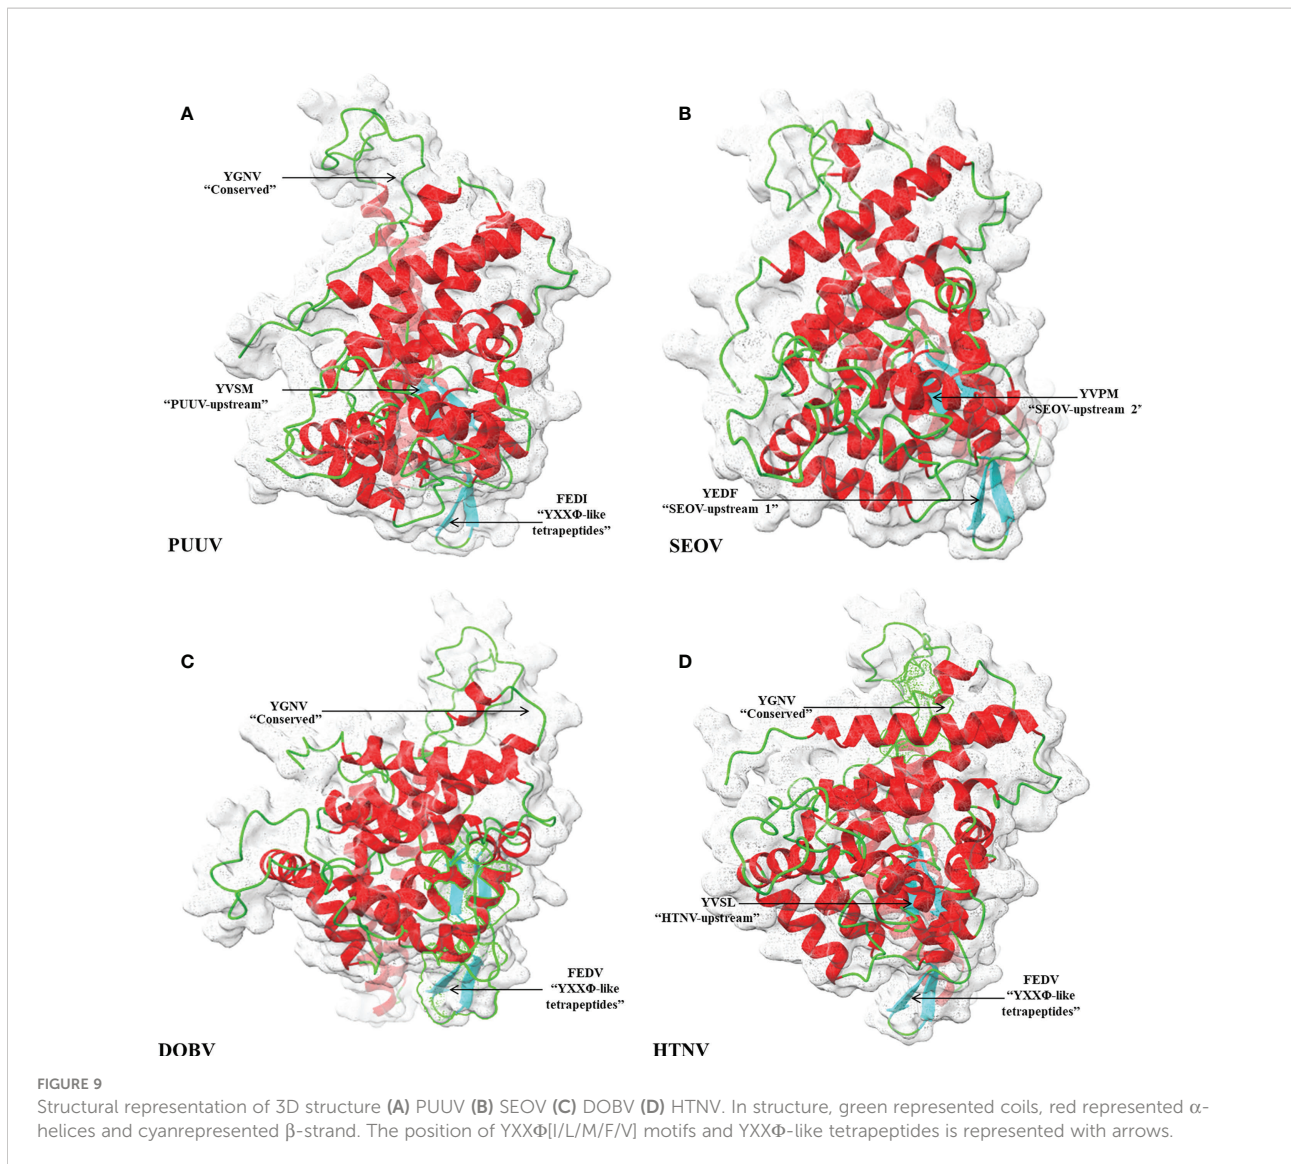 A
YGNV
“Conserved”
YVSM
“PUUV-upstream”
FEDI
“YXXΦ-like
tetrapeptides”
PUUV
B
YVPM
“SEOV-upstream 2"
YEDF
“SEOV-upstream 1”
SEOV
C
YGNV
“Conserved”
FEDV
“YXXΦ-like
tetrapeptides”
DOBV
D
YGNV
“Conserved”
YVSL
“HTNV-upstream”
FEDV
“YXXΦ-like
tetrapeptides”
HTNV
FIGURE 9
Structural representation of 3D structure (A) PUUV (B) SEOV (C) DOBV (D) HTNV. In structure, green represented coils, red represented α-
helices and cyanrepresented β-strand. The position of YXXΦ[I/L/M/F/V] motifs and YXXΦ-like tetrapeptides is represented with arrows.